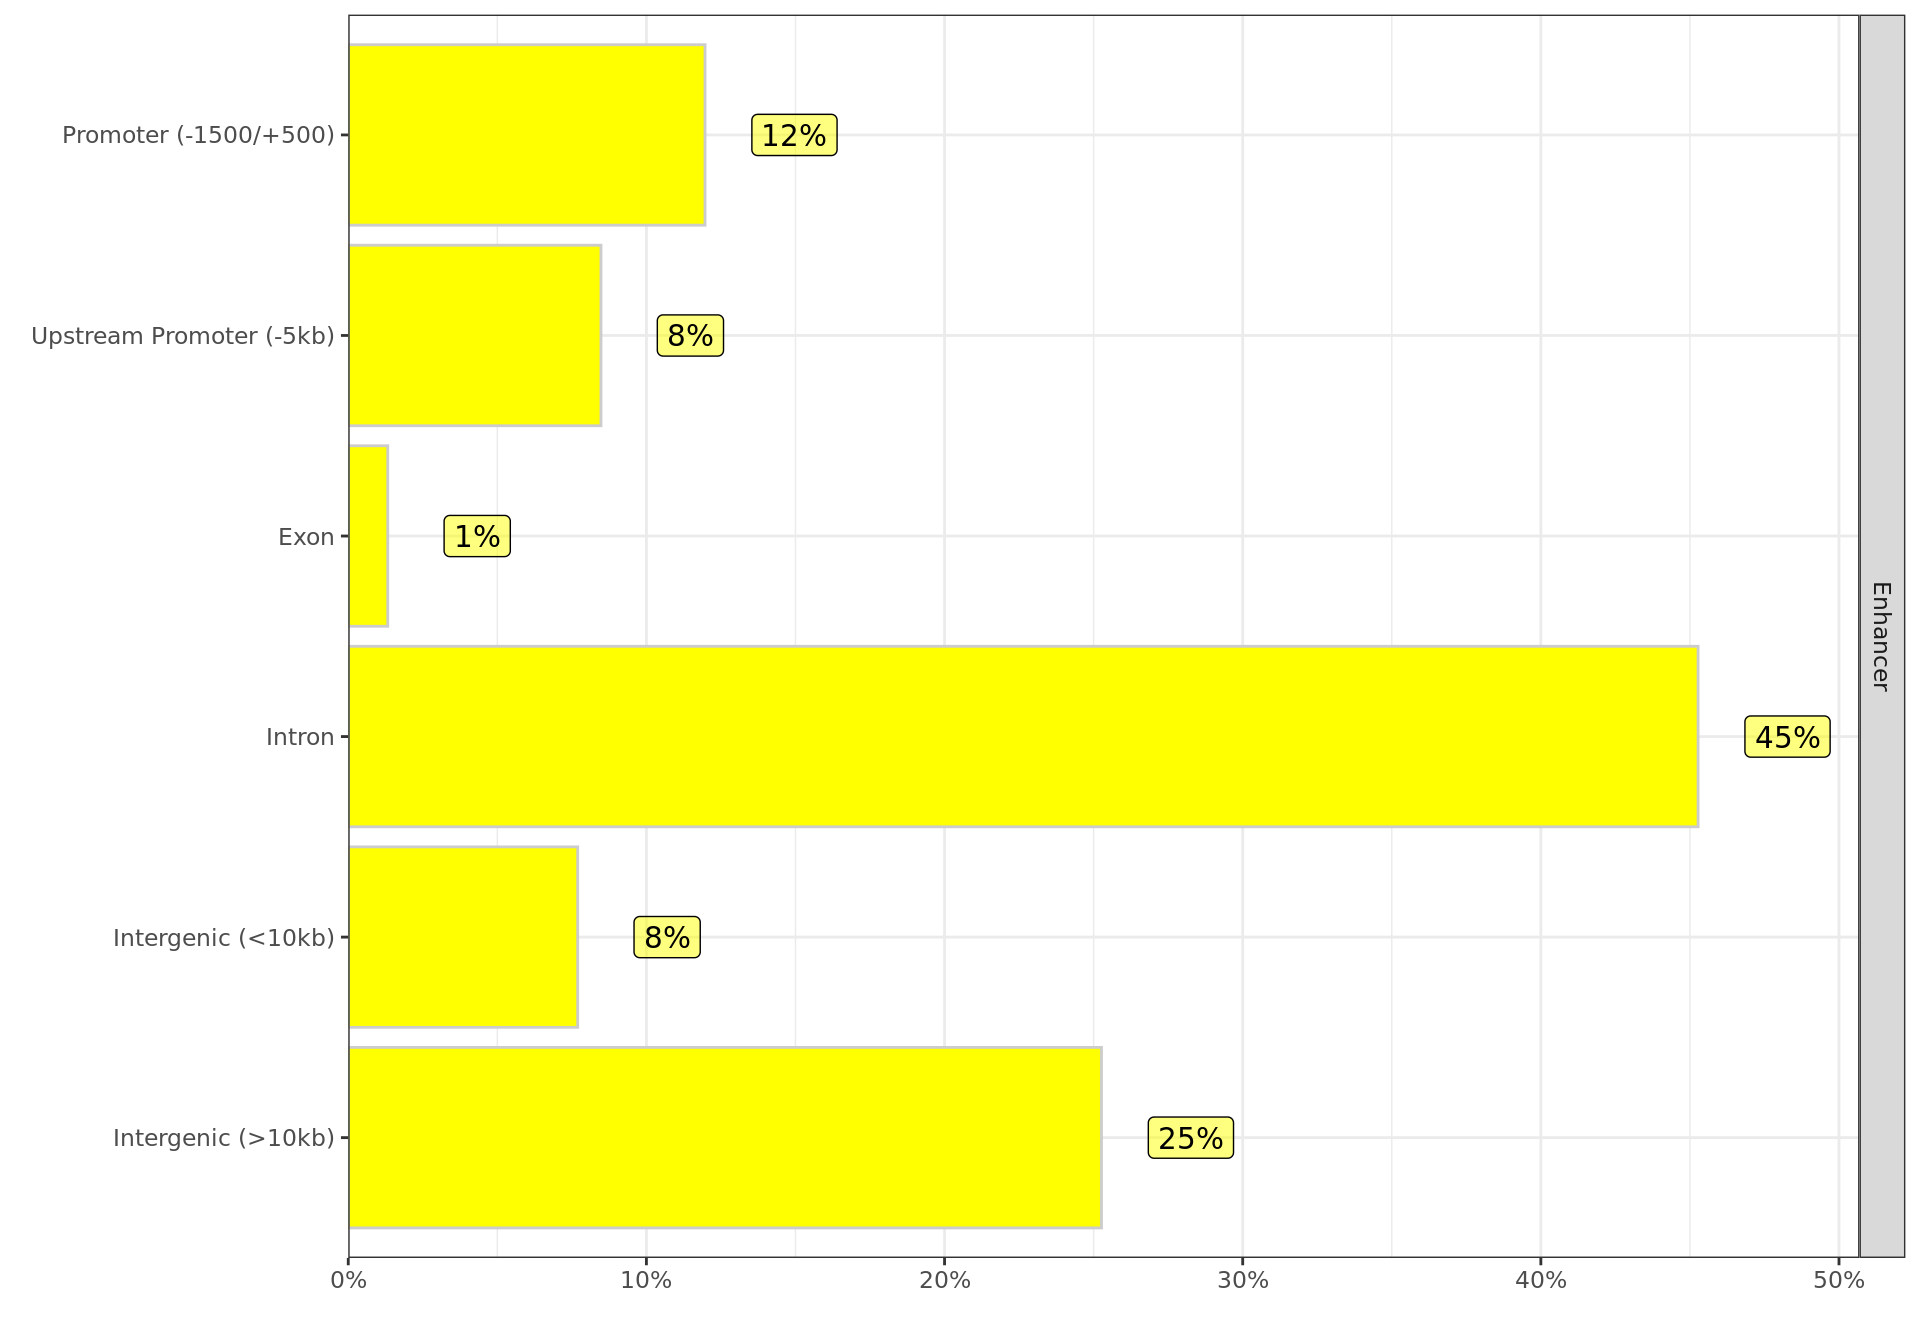 Promoter (-1500/+500)
12%
Upstream Promoter (-5kb)
8%
Exon
1%
Intron
45%
Intergenic (<10kb)
8%
Intergenic (>10kb)
25%
Enhancer
0%
10%
20%
30%
40%
50%